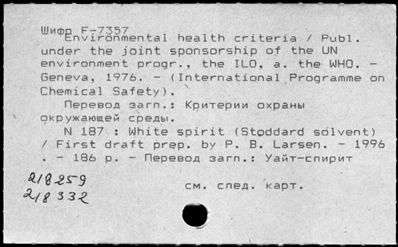 Шифр F-7357
Environmental health criteria / Publ.
under the joint sponsorship of the UN
environment progr., the ILO, a. the WHO. -
Geneva, 1976. - (International Programme on
Chemical Safety).
Перевод загл.: Критерии охраны
окружающей среды.
N 187 : White spirit (Stoddard solvent)
/ First draft prep. by P. B. Larsen. - 1996
. - 186 p. - Перевод загл.: Уайт-спирит
218259
218332
см. след. карт.